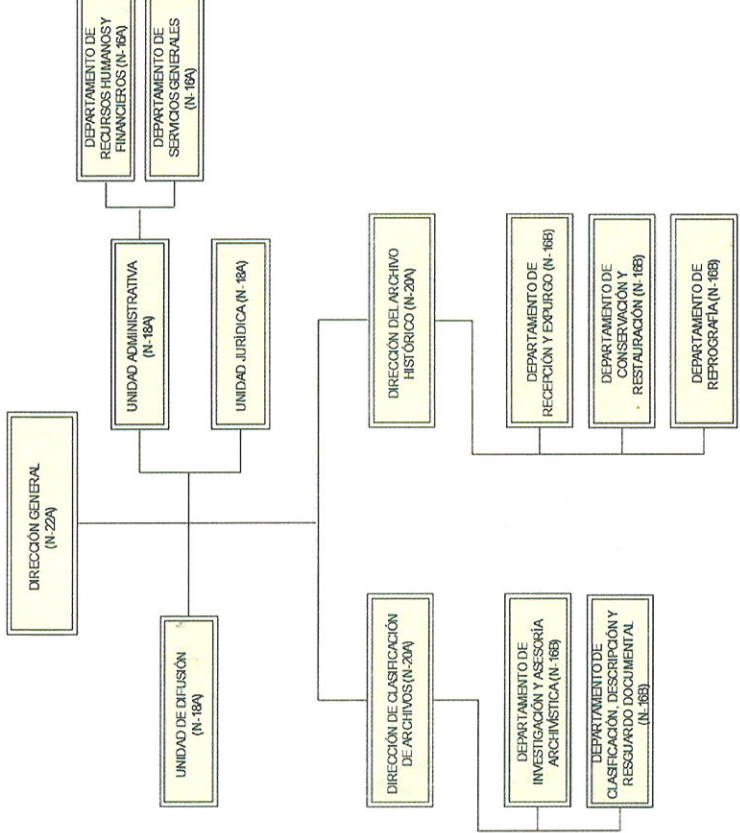 DIRECCIÓN GENERAL
(N-22A)
UNIDAD DE DIFUSIÓN
(N-18A)
UNIDAD ADMINISTRATIVA
(N-18A)
UNIDAD JURÍDICA (N-18A)
DEPARTAMENTO DE
RECURSOS HUMANOS Y
FINANCIEROS (N-16A)
DEPARTAMENTO DE
SERVICIOS GENERALES
(N-16A)
DIRECCIÓN DE CLASIFICACIÓN
DE ARCHIVOS (N-20A)
DEPARTAMENTO DE
INVESTIGACIÓN Y ASESORÍA
ARCHIVÍSTICA (N-16B)
DEPARTAMENTO DE
CLASIFICACIÓN, DESCRIPCIÓN Y
RESGUARDO DOCUMENTAL
(N-16B)
DIRECCIÓN DEL ARCHIVO
HISTÓRICO (N-20A)
DEPARTAMENTO DE
RECEPCIÓN Y EXPURGO (N-16B)
DEPARTAMENTO DE
CONSERVACIÓN Y
RESTAURACIÓN (N-16B)
DEPARTAMENTO DE
REPROGRAFÍA (N-16B)